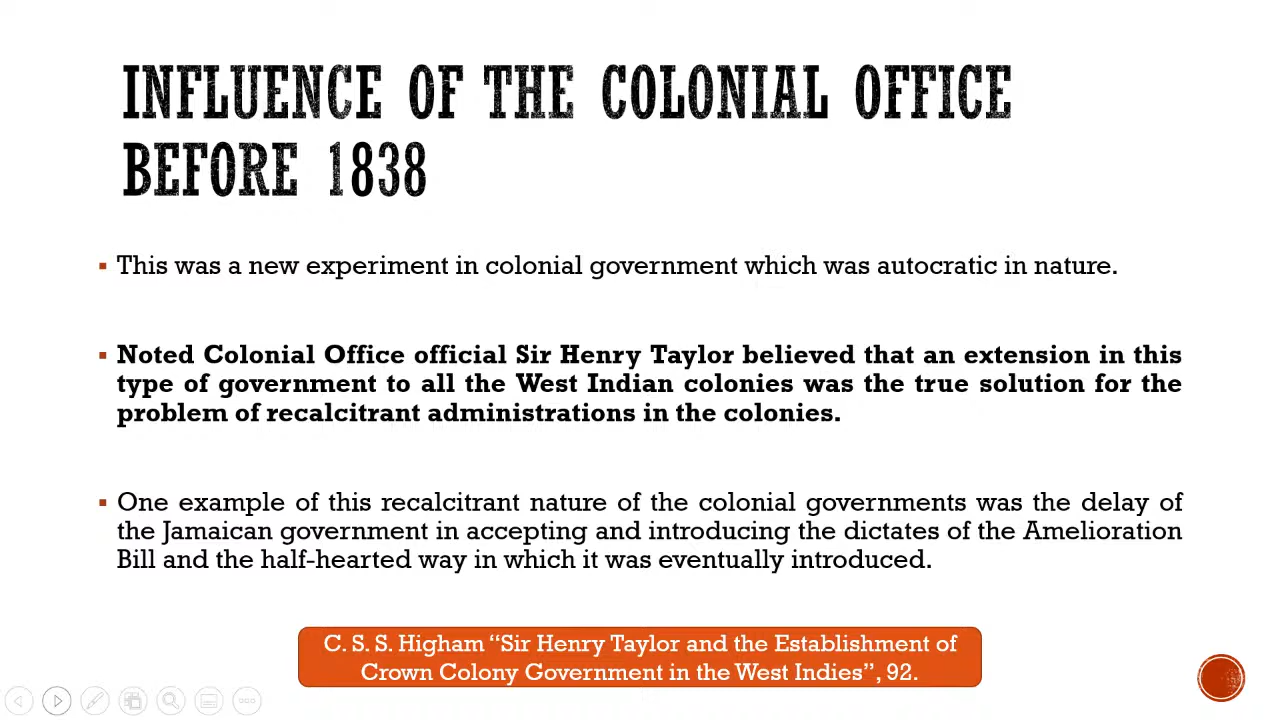 INFLUENCE OF THE COLONIAL OFFICE
BEFORE 1838
▪ This was a new experiment in colonial government which was autocratic in nature.
▪ Noted Colonial Office official Sir Henry Taylor believed that an extension in this
type of government to all the West Indian colonies was the true solution for the
problem of recalcitrant administrations in the colonies.
▪ One example of this recalcitrant nature of the colonial governments was the delay of
the Jamaican government in accepting and introducing the dictates of the Amelioration
Bill and the half-hearted way in which it was eventually introduced.
C. S. S. Higham “Sir Henry Taylor and the Establishment of
Crown Colony Government in the West Indies”, 92.